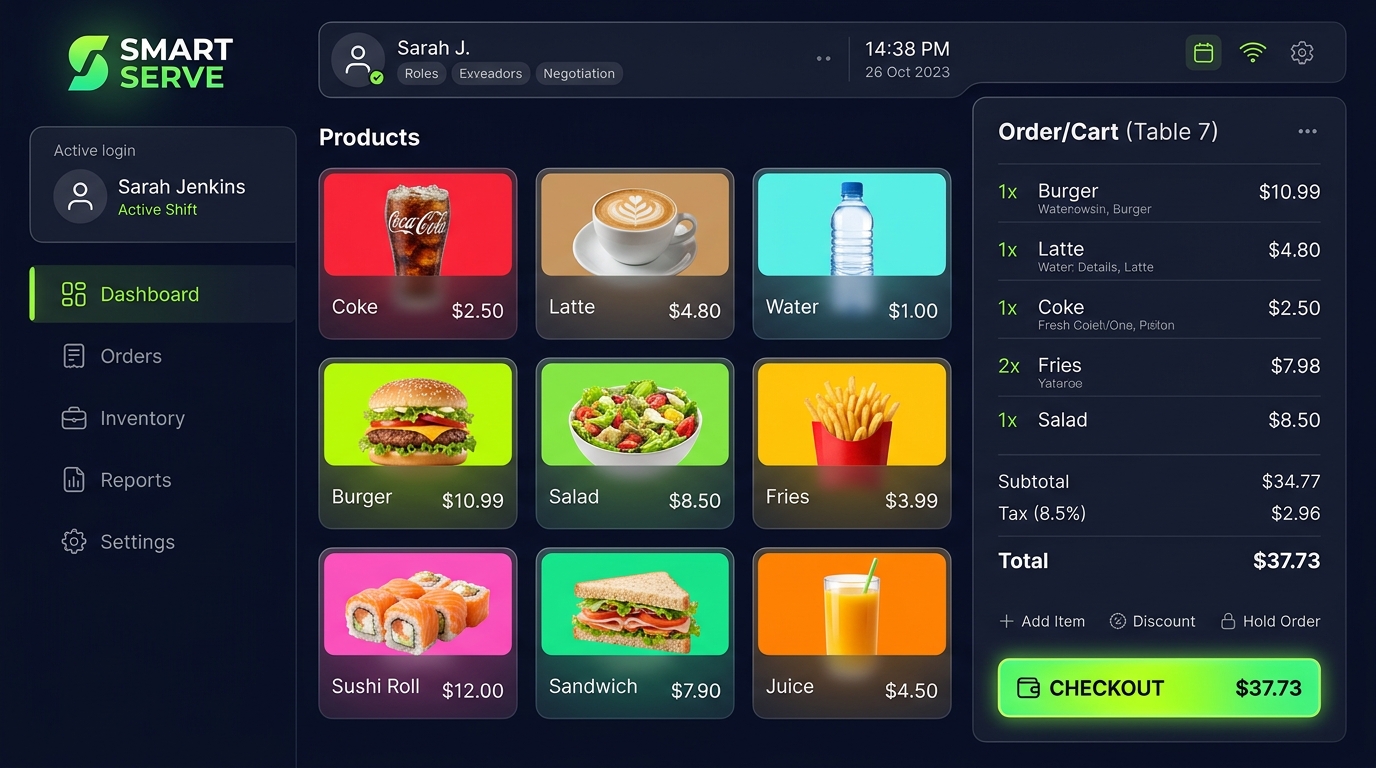 SMART
SERVE
Active login
Sarah Jenkins
Active Shift
Dashboard
Orders
Inventory
Reports
Settings
Sarah J.
Roles
Exveadors
Negotiation
14:38 PM
26 Oct 2023
Products
Coca-Cola
Coke
$2.50
Latte
$4.80
Water
$1.00
Burger
$10.99
Salad
$8.50
Fries
$3.99
Sushi Roll
$12.00
Sandwich
$7.90
Juice
$4.50
Order/Cart (Table 7)
1x Burger $10.99
Watenowsin, Burger
1x Latte $4.80
Water: Details, Latte
1x Coke $2.50
Fresh
2x Fries $7.98
Yataroe
1x Salad $8.50
Subtotal $34.77
Tax (8.5%) $2.96
Total $37.73
Add Item
Discount
Hold Order
CHECKOUT $37.73